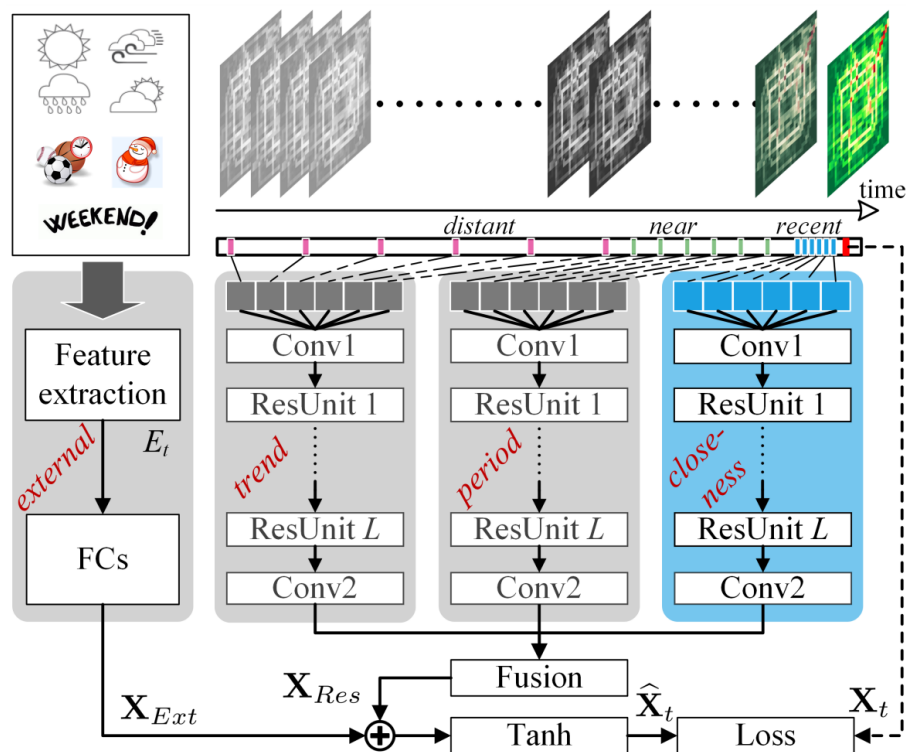 WEEKEND!
time
distant near recent
Feature
extraction
E_t
external
FCs
X_Ext
Conv1
ResUnit 1
trend
ResUnit L
Conv2
Conv1
ResUnit 1
period
ResUnit L
Conv2
Conv1
ResUnit 1
close-
ness
ResUnit L
Conv2
Fusion
X_Res
+
Tanh
X̂_t
Loss
X_t